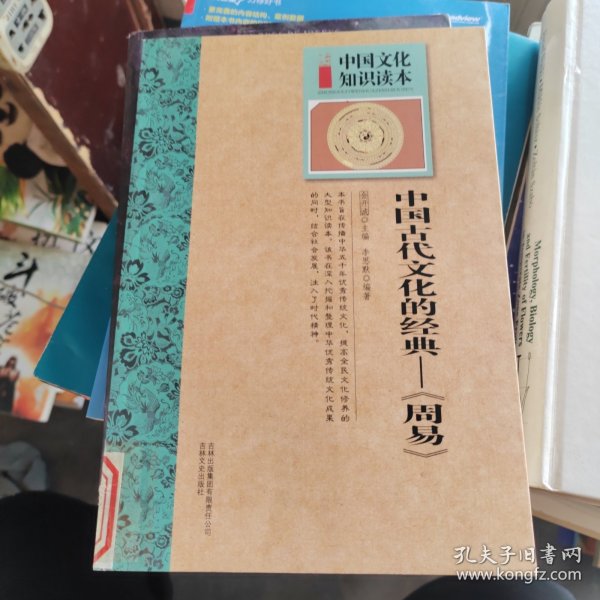 中国文化
知识读本
中国古代文化的经典——《周易》
金开诚◎主编 于思默◎编著
本书旨在传播中华五千年优秀传统文化，提高全民文化修养的
大型知识读本。该书在深入挖掘和整理中华优秀传统文化成果
的同时，结合社会发展，注入了时代精神。
吉林出版集团有限责任公司
吉林文史出版社
Morphology, Biology
and Fertility of Flowers
孔夫子旧书网
www.kongfz.com